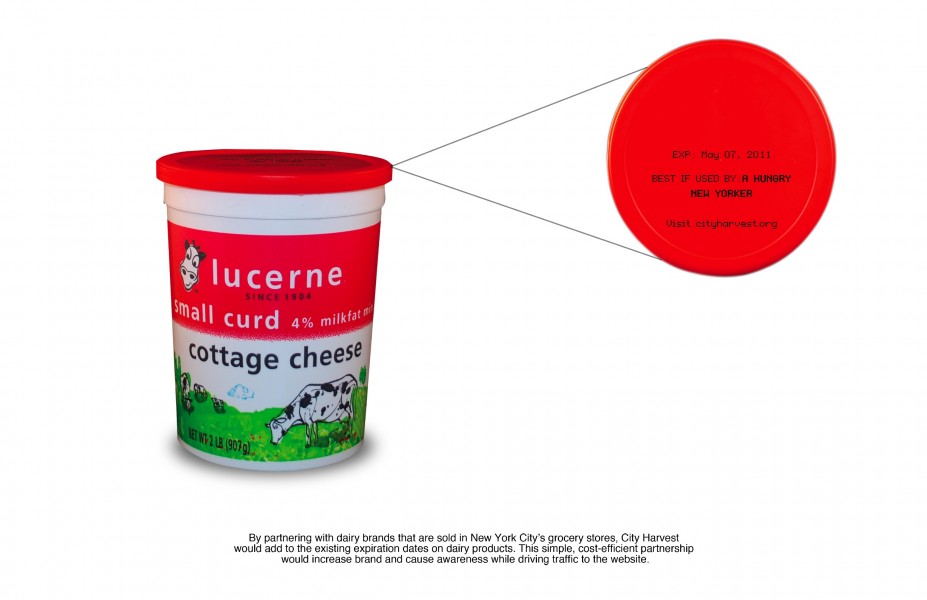 EXP: May 07, 2011
BEST IF USED BY: A HUNGRY
NEW YORKER
Visit cityharvest.org
lucerne
SINCE 1904
small curd 4% milkfat
cottage cheese
NET WT 2 LB (907g)
By partnering with dairy brands that are sold in New York City's grocery stores, City Harvest
would add to the existing expiration dates on dairy products. This simple, cost-efficient partnership
would increase brand and cause awareness while driving traffic to the website.